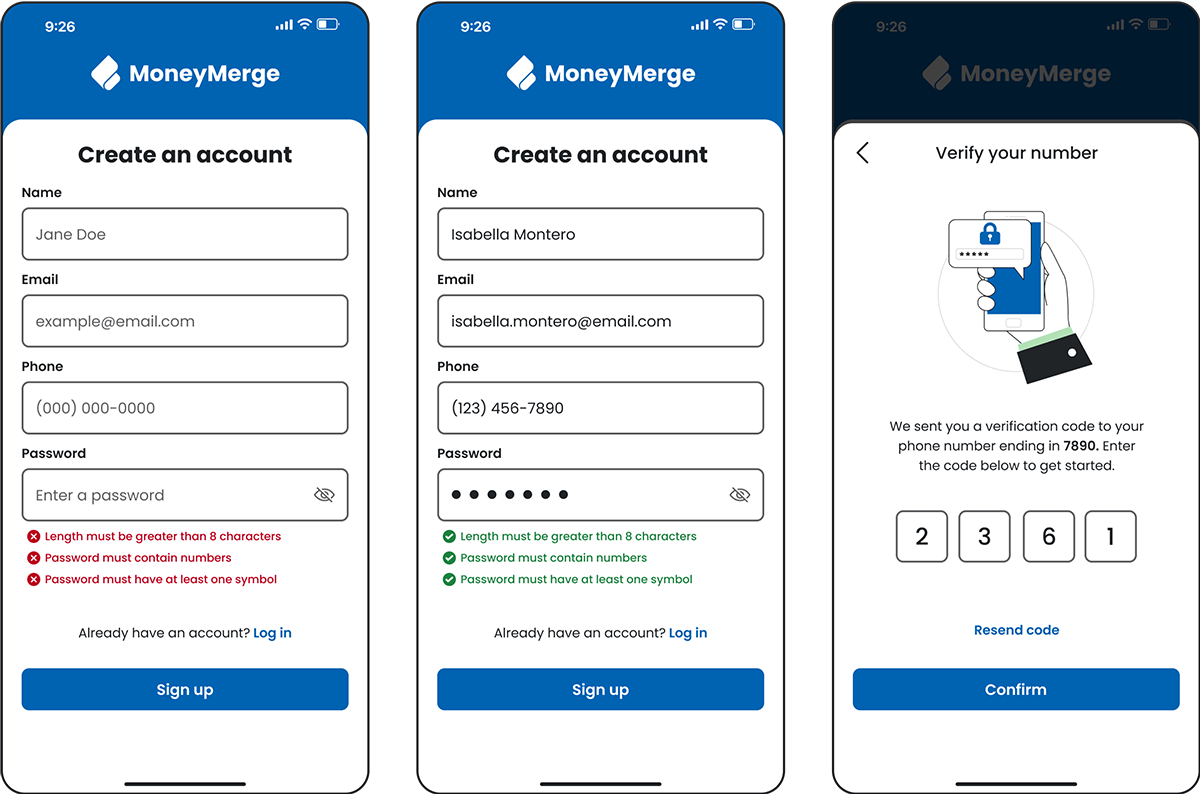 9:26
MoneyMerge
Create an account
Name
Jane Doe
Email
example@email.com
Phone
(000) 000-0000
Password
Enter a password
Length must be greater than 8 characters
Password must contain numbers
Password must have at least one symbol
Already have an account? Log in
Sign up
9:26
MoneyMerge
Create an account
Name
Isabella Montero
Email
isabella.montero@email.com
Phone
(123) 456-7890
Password
●●●●●●●
Length must be greater than 8 characters
Password must contain numbers
Password must have at least one symbol
Already have an account? Log in
Sign up
9:26
MoneyMerge
Verify your number
*****
We sent you a verification code to your
phone number ending in 7890. Enter
the code below to get started.
2 3 6 1
Resend code
Confirm